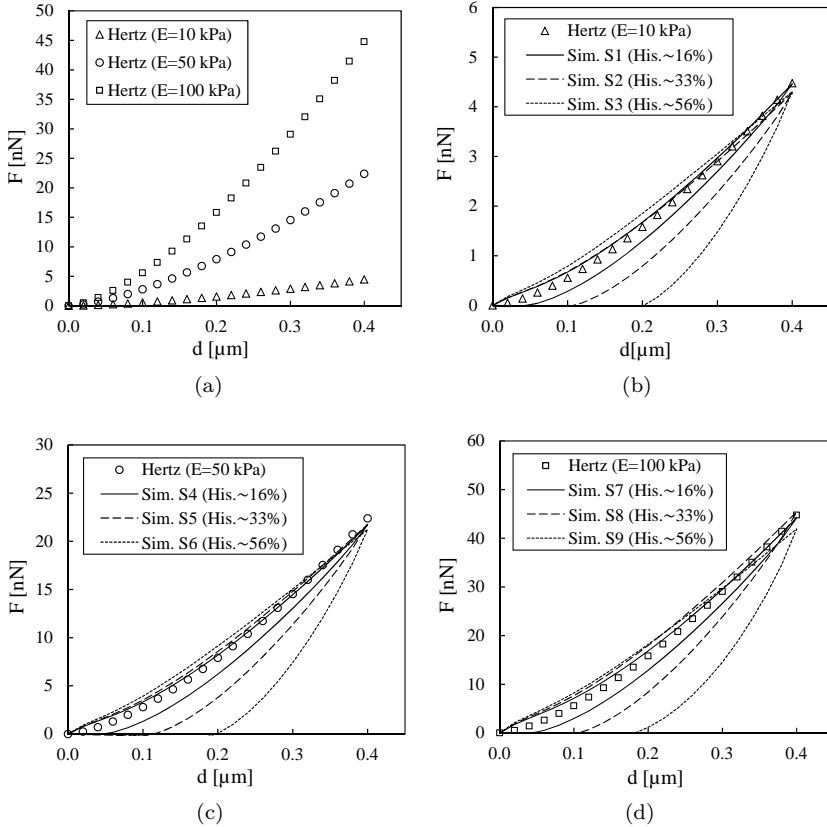 50
45
40
35
30
25
20
15
10
5
0
F [nN]
△ Hertz (E=10 kPa)
○ Hertz (E=50 kPa)
□ Hertz (E=100 kPa)
0.0 0.1 0.2 0.3 0.4
d [µm]
(a)
6
5
4
3
2
1
0
F [nN]
△ Hertz (E=10 kPa)
Sim. S1 (His.~16%)
Sim. S2 (His.~33%)
Sim. S3 (His.~56%)
0.0 0.1 0.2 0.3 0.4
d[µm]
(b)
30
25
20
15
10
5
0
F [nN]
○ Hertz (E=50 kPa)
Sim. S4 (His.~16%)
Sim. S5 (His.~33%)
Sim. S6 (His.~56%)
0.0 0.1 0.2 0.3 0.4
d [µm]
(c)
60
50
40
30
20
10
0
F [nN]
□ Hertz (E=100 kPa)
Sim. S7 (His.~16%)
Sim. S8 (His.~33%)
Sim. S9 (His.~56%)
0.0 0.1 0.2 0.3 0.4
d [µm]
(d)